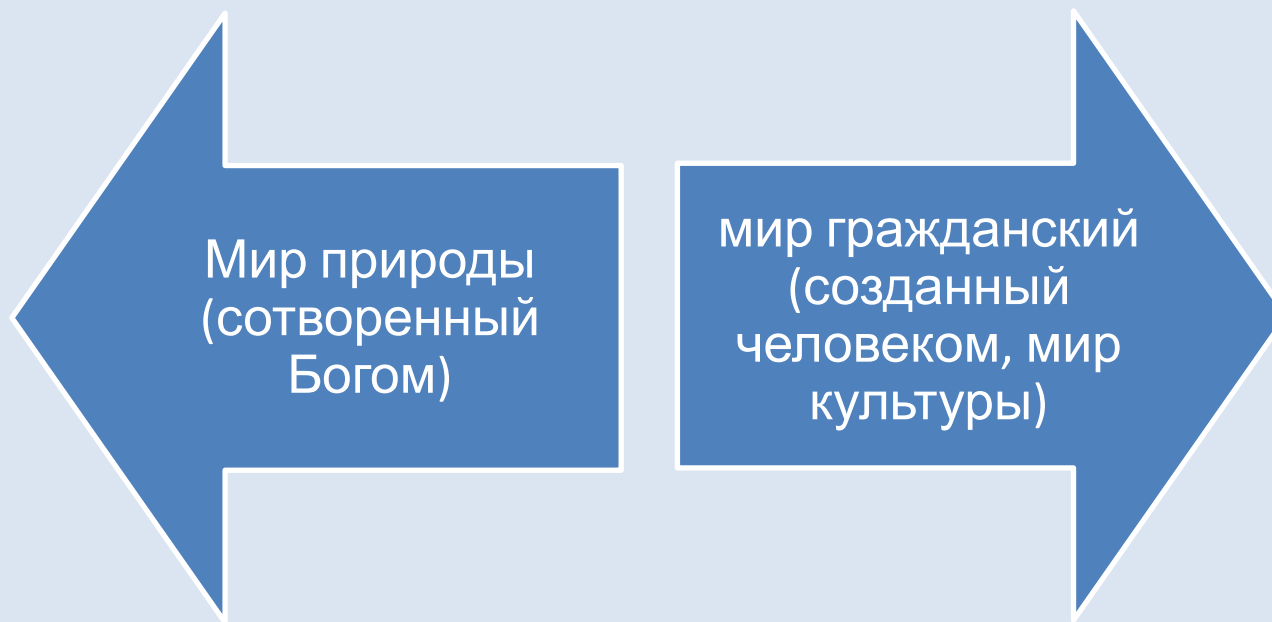 Мир природы
(сотворенный
Богом)
мир гражданский
(созданный
человеком, мир
культуры)